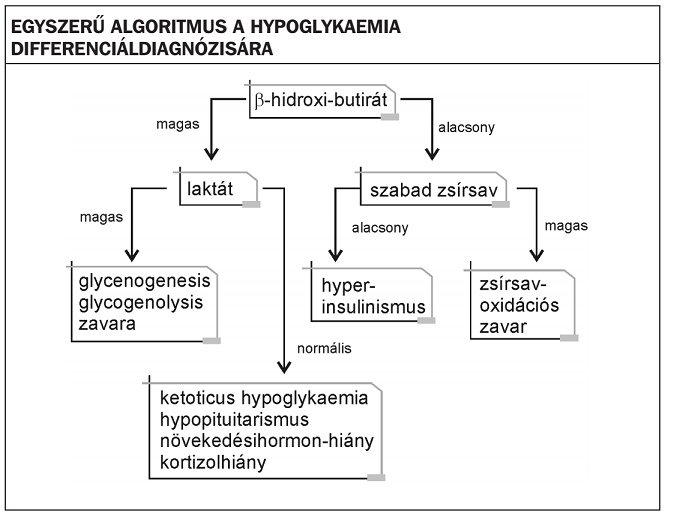 EGYSZERŰ ALGORITMUS A HYPOGLYKAEMIA
DIFFERENCIÁLDIAGNÓZISÁRA
β-hidroxi-butirát
magas
alacsony
laktát
szabad zsírsav
magas
alacsony
magas
glycenogenesis
glycogenolysis
zavara
hyper-
insulinismus
zsírsav-
oxidációs
zavar
normális
ketoticus hypoglykaemia
hypopituitarismus
növekedésihormon-hiány
kortizolhiány